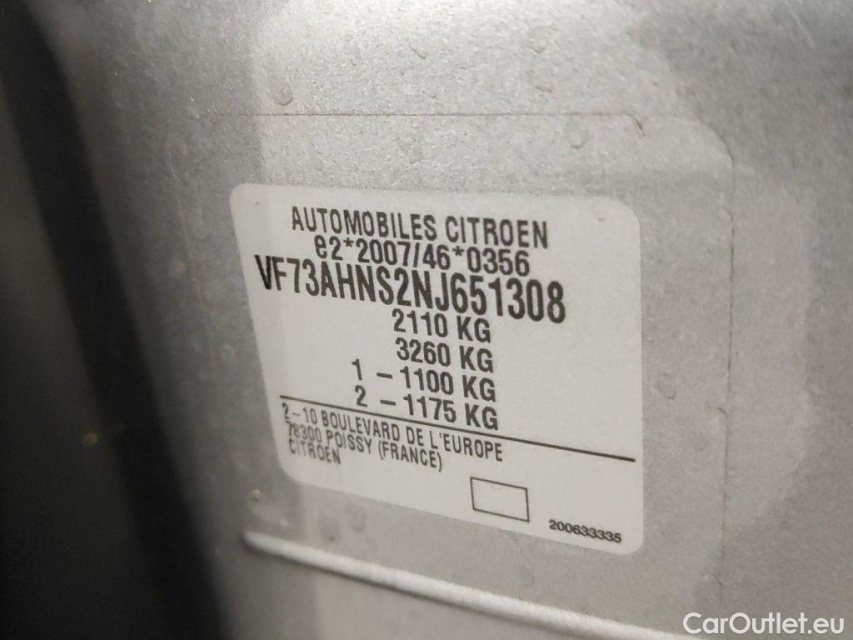 AUTOMOBILES CITROEN
e2*2007/46*0356
VF73AHNS2NJ651308
2110 KG
3260 KG
1 - 1100 KG
2 - 1175 KG
2-10 BOULEVARD DE L'EUROPE
78300 POISSY (FRANCE)
CITROEN
200633335
CarOutlet.eu